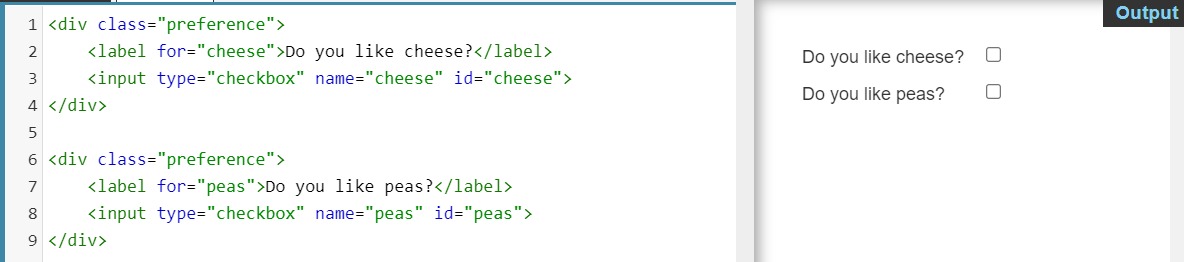 1 <div class="preference">
2     <label for="cheese">Do you like cheese?</label>
3     <input type="checkbox" name="cheese" id="cheese">
4 </div>
5
6 <div class="preference">
7     <label for="peas">Do you like peas?</label>
8     <input type="checkbox" name="peas" id="peas">
9 </div>
Output
Do you like cheese?
Do you like peas?